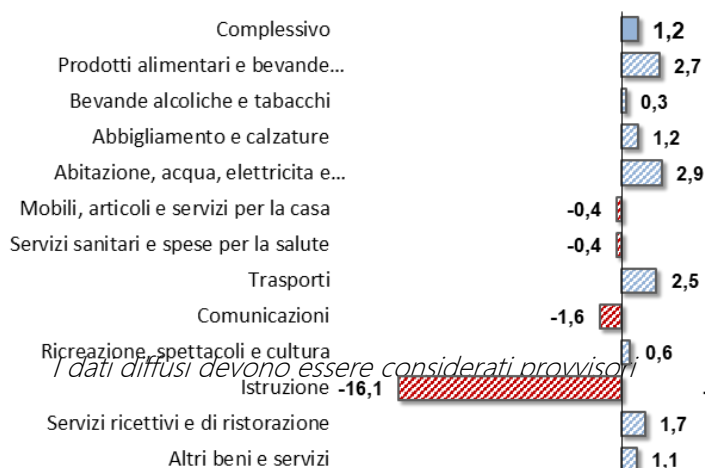 Complessivo 1,2
Prodotti alimentari e bevande... 2,7
Bevande alcoliche e tabacchi 0,3
Abbigliamento e calzature 1,2
Abitazione, acqua, elettricita e... 2,9
Mobili, articoli e servizi per la casa -0,4
Servizi sanitari e spese per la salute -0,4
Trasporti 2,5
Comunicazioni -1,6
Ricreazione, spettacoli e cultura 0,6
I dati diffusi devono essere considerati provvisori
Istruzione -16,1
Servizi ricettivi e di ristorazione 1,7
Altri beni e servizi 1,1